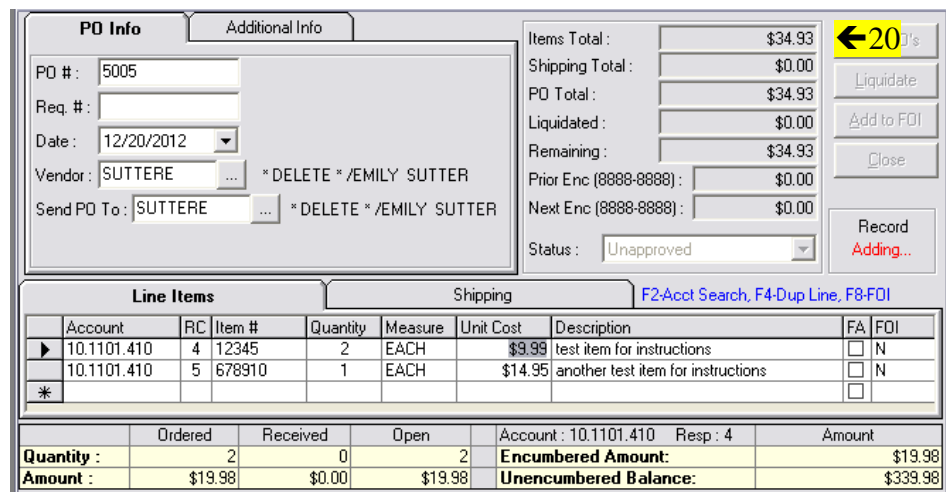 PO Info Additional Info
PO # : 5005
Req. # :
Date : 12/20/2012
Vendor : SUTTERE ... * DELETE * /EMILY SUTTER
Send PO To : SUTTERE ... * DELETE * /EMILY SUTTER
Items Total : $34.93
Shipping Total : $0.00
PO Total : $34.93
Liquidated : $0.00
Remaining : $34.93
Prior Enc (8888-8888) : $0.00
Next Enc (8888-8888) : $0.00
Status : Unapproved
←20 's
Liquidate
Add to FOI
Close
Record
Adding...
Line Items Shipping F2-Acct Search, F4-Dup Line, F8-FOI
Account RC Item # Quantity Measure Unit Cost Description FA FOI
10.1101.410 4 12345 2 EACH $9.99 test item for instructions N
10.1101.410 5 678910 1 EACH $14.95 another test item for instructions N
Ordered Received Open Account : 10.1101.410 Resp : 4 Amount
Quantity : 2 0 2 Encumbered Amount: $19.98
Amount : $19.98 $0.00 $19.98 Unencumbered Balance: $339.98